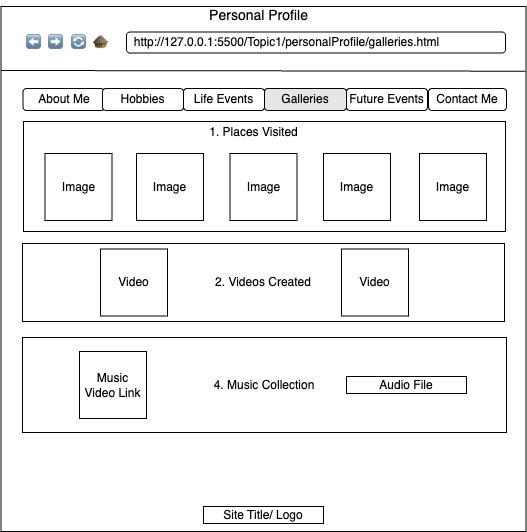 Personal Profile
http://127.0.0.1:5500/Topic1/personalProfile/galleries.html
About Me
Hobbies
Life Events
Galleries
Future Events
Contact Me
1. Places Visited
Image
Image
Image
Image
Image
Video
2. Videos Created
Video
Music
Video Link
4. Music Collection
Audio File
Site Title/ Logo